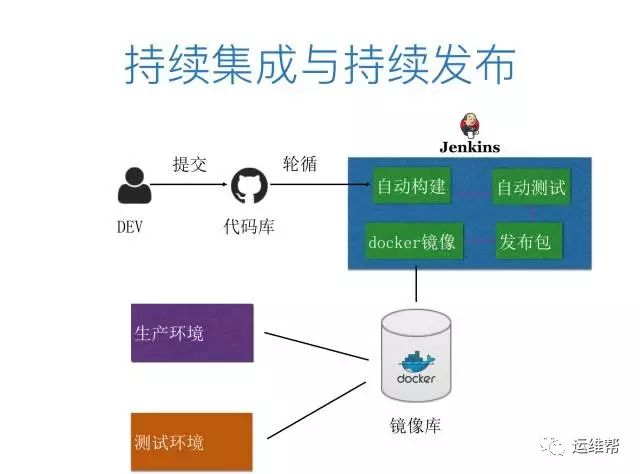 持续集成与持续发布
Jenkins
提交
轮循
自动构建
自动测试
DEV
代码库
docker镜像
发布包
生产环境
docker
镜像库
测试环境
运维帮